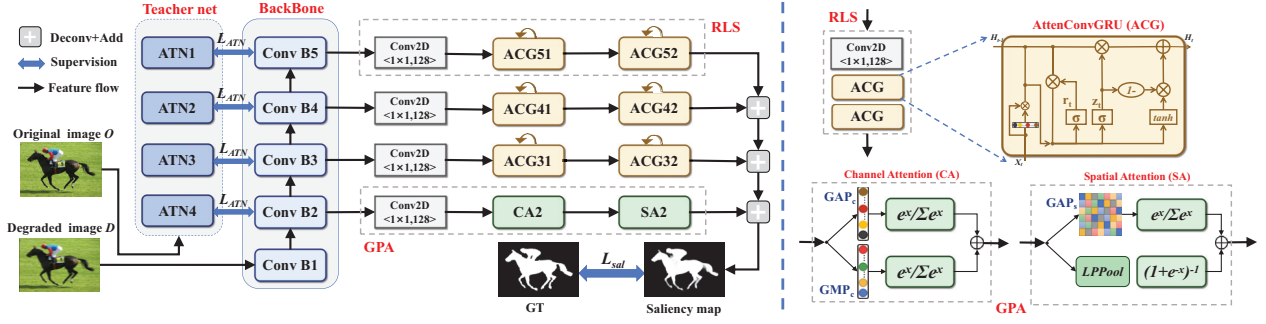 Teacher net
BackBone
RLS
Deconv+Add
Supervision
Feature flow
ATN1
L_ATN
Conv B5
Conv2D
<1×1,128>
ACG51
ACG52
ATN2
L_ATN
Conv B4
Conv2D
<1×1,128>
ACG41
ACG42
Original image O
ATN3
L_ATN
Conv B3
Conv2D
<1×1,128>
ACG31
ACG32
ATN4
L_ATN
Conv B2
Conv2D
<1×1,128>
CA2
SA2
GPA
Degraded image D
Conv B1
L_sal
GT
Saliency map
RLS
Conv2D
<1×1,128>
ACG
ACG
AttenConvGRU (ACG)
H_{t-1}
H_t
r_t
z_t
1-
σ
σ
tanh
X_t
Channel Attention (CA)
GAP_c
e^x/Σe^x
GMP_c
e^x/Σe^x
Spatial Attention (SA)
GAP_s
e^x/Σe^x
LPPool
(1+e^{-x})^{-1}
GPA